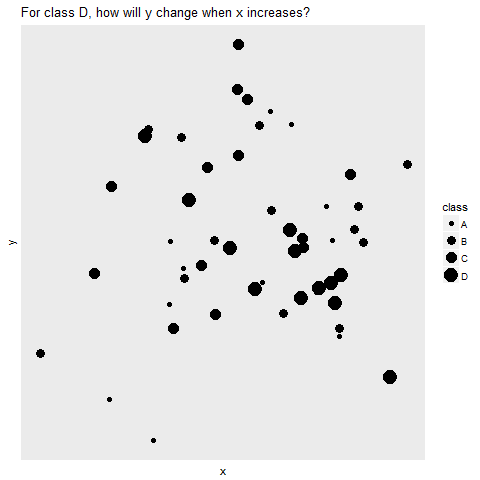 For class D, how will y change when x increases?
y
class
A
B
C
D
x